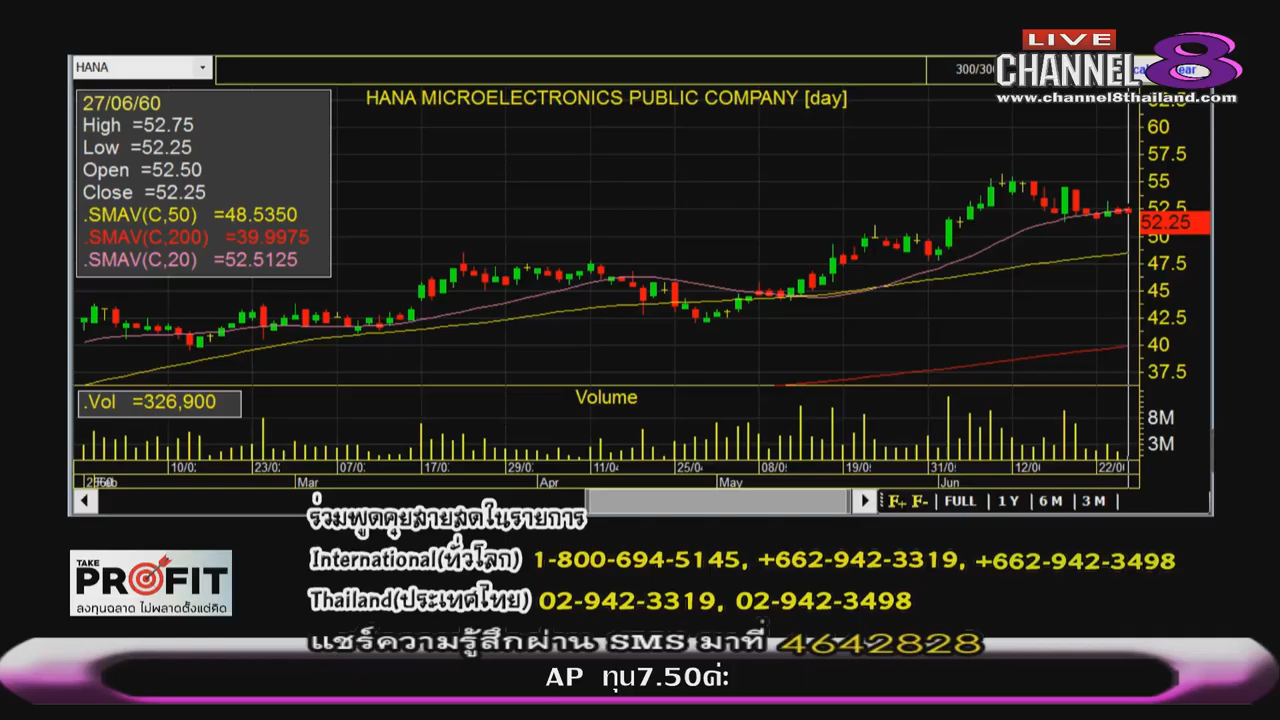 LIVE
CHANNEL 8
www.channel8thailand.com
HANA
300/300
HANA MICROELECTRONICS PUBLIC COMPANY [day]
27/06/60
High =52.75
Low =52.25
Open =52.50
Close =52.25
.SMAV(C,50) =48.5350
.SMAV(C,200) =39.9975
.SMAV(C,20) =52.5125
62.5
60
57.5
55
52.5
52.25
50
47.5
45
42.5
40
37.5
.Vol =326,900
Volume
8M
3M
10/0 23/0 07/0 17/0 29/0 11/04 25/04 08/0 19/0 31/0 12/0 22/0
Mar Apr May Jun
F+ F- | FULL | 1 Y | 6 M | 3 M |
ร่วมพูดคุยสายสดในรายการ
International(ทั่วโลก) 1-800-694-5145, +662-942-3319, +662-942-3498
Thailand(ประเทศไทย) 02-942-3319, 02-942-3498
แชร์ความรู้สึกผ่าน SMS มาที่ 4642828
TAKE
PROFIT
ลงทุนฉลาด ไม่พลาดตั้งแต่คิด
AP ทุน7.50ค่ะ